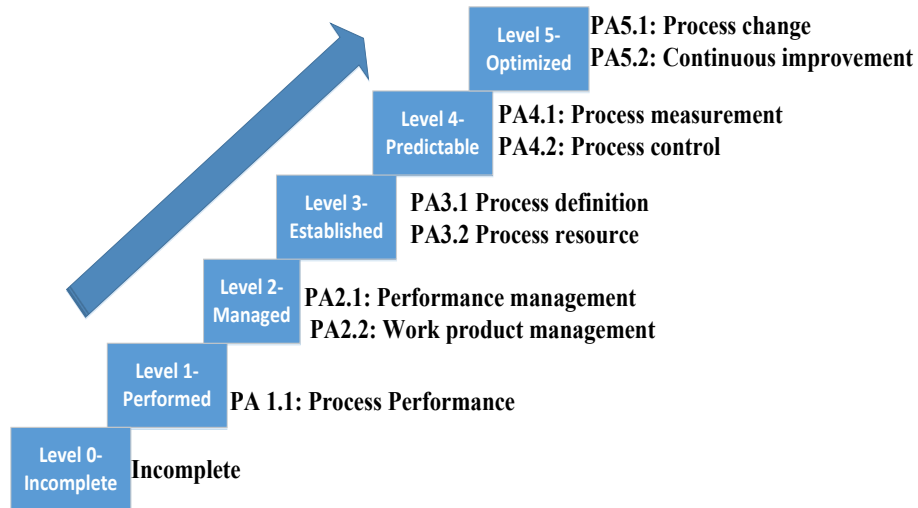 Level 5-
Optimized
PA5.1: Process change
PA5.2: Continuous improvement
Level 4-
Predictable
PA4.1: Process measurement
PA4.2: Process control
Level 3-
Established
PA3.1 Process definition
PA3.2 Process resource
Level 2-
Managed
PA2.1: Performance management
PA2.2: Work product management
Level 1-
Performed
PA 1.1: Process Performance
Level 0-
Incomplete
Incomplete